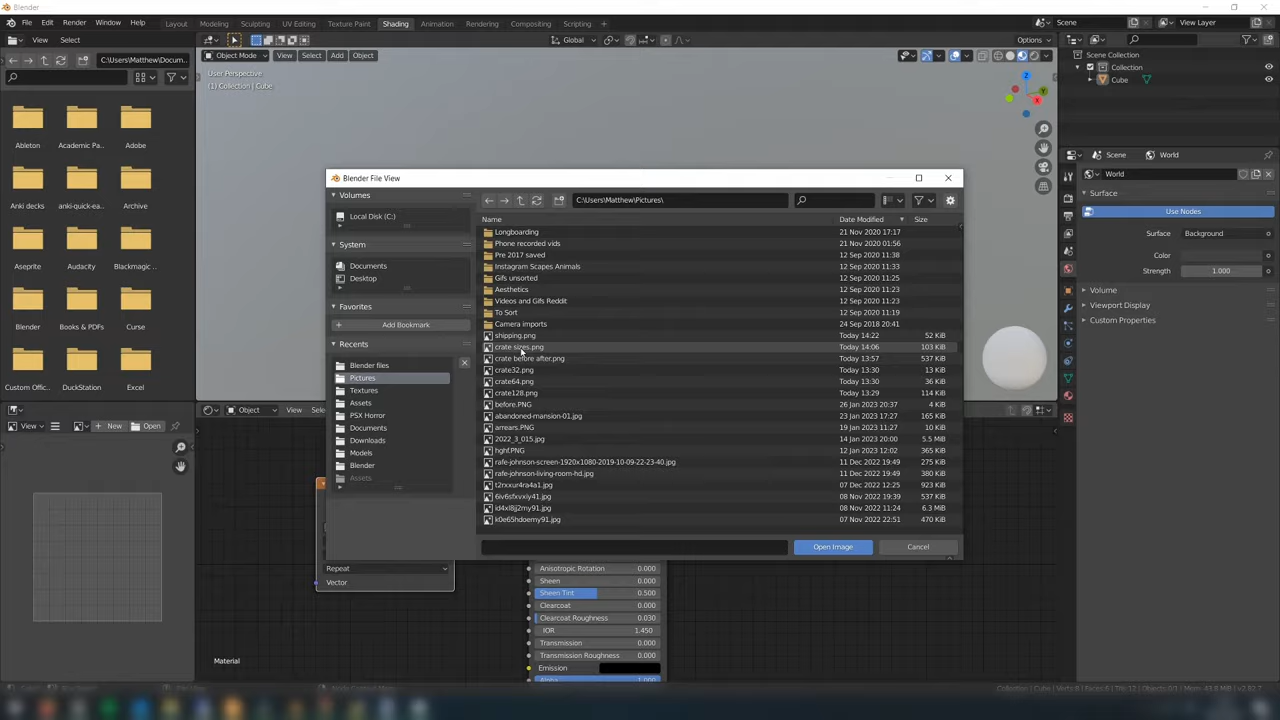 Blender
File Edit Render Window Help
Layout Modeling Sculpting UV Editing Texture Paint Shading Animation Rendering Compositing Scripting +
Scene
View Layer
View Select
Object Mode View Select Add Object
Global
Options
C:\Users\Matthew\Docum...
User Perspective
(1) Collection | Cube
Scene Collection
Collection
Cube
Ableton Academic Pa... Adobe
Anki decks anki-quick-ea... Archive
Aseprite Audacity Blackmagic ...
Blender Books & PDFs Curse
Custom Offic... DuckStation Excel
Blender File View
Volumes
Local Disk (C:)
System
Documents
Desktop
Favorites
Add Bookmark
Recents
Blender files
Pictures
Textures
Assets
PSX Horror
Documents
Downloads
Models
Blender
Assets
C:\Users\Matthew\Pictures\
Name Date Modified Size
Longboarding 21 Nov 2020 17:17
Phone recorded vids 21 Nov 2020 01:56
Pre 2017 saved 12 Sep 2020 11:38
Instagram Scapes Animals 12 Sep 2020 11:33
Gifs unsorted 12 Sep 2020 11:25
Aesthetics 12 Sep 2020 11:23
Videos and Gifs Reddit 12 Sep 2020 11:23
To Sort 12 Sep 2020 11:19
Camera imports 24 Sep 2018 20:41
shipping.png Today 14:22 52 KiB
crate sizes.png Today 14:06 103 KiB
crate before after.png Today 13:57 537 KiB
crate32.png Today 13:30 13 KiB
crate64.png Today 13:30 36 KiB
crate128.png Today 13:29 114 KiB
before.PNG 26 Jan 2023 20:37 4 KiB
abandoned-mansion-01.jpg 23 Jan 2023 17:27 165 KiB
arrears.PNG 19 Jan 2023 11:27 10 KiB
2022_3_015.jpg 14 Jan 2023 20:00 5.5 MiB
hghf.PNG 12 Jan 2023 12:02 365 KiB
rafe-johnson-screen-1920x1080-2019-10-09-22-23-40.jpg 11 Dec 2022 19:49 275 KiB
rafe-johnson-living-room-hd.jpg 11 Dec 2022 19:49 380 KiB
t2rxxur4ra4a1.jpg 07 Dec 2022 12:25 923 KiB
6iv6sfxvxiy41.jpg 08 Nov 2022 19:39 537 KiB
id4xl8jj2my91.jpg 08 Nov 2022 11:24 6.3 MiB
k0e65hdoemy91.jpg 07 Nov 2022 22:51 470 KiB
Open Image Cancel
Scene World
World
Surface
Use Nodes
Surface Background
Color
Strength 1.000
Volume
Viewport Display
Custom Properties
View + New Open
Object View
Repeat
Vector
Anisotropic Rotation 0.000
Sheen 0.000
Sheen Tint 0.500
Clearcoat 0.000
Clearcoat Roughness 0.030
IOR 1.450
Transmission 0.000
Transmission Roughness 0.000
Emission
Alpha 1.000
Material